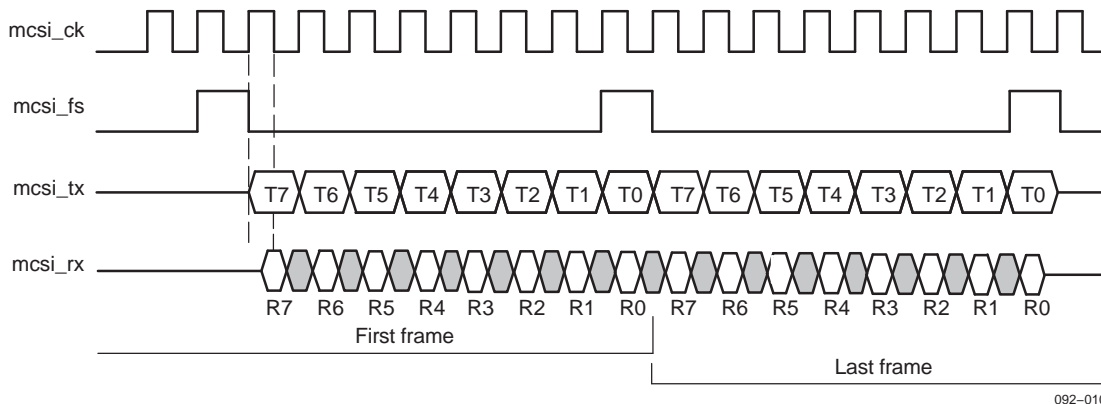 mcsi_ck
mcsi_fs
mcsi_tx T7 T6 T5 T4 T3 T2 T1 T0 T7 T6 T5 T4 T3 T2 T1 T0
mcsi_rx
R7 R6 R5 R4 R3 R2 R1 R0 R7 R6 R5 R4 R3 R2 R1 R0
First frame
Last frame